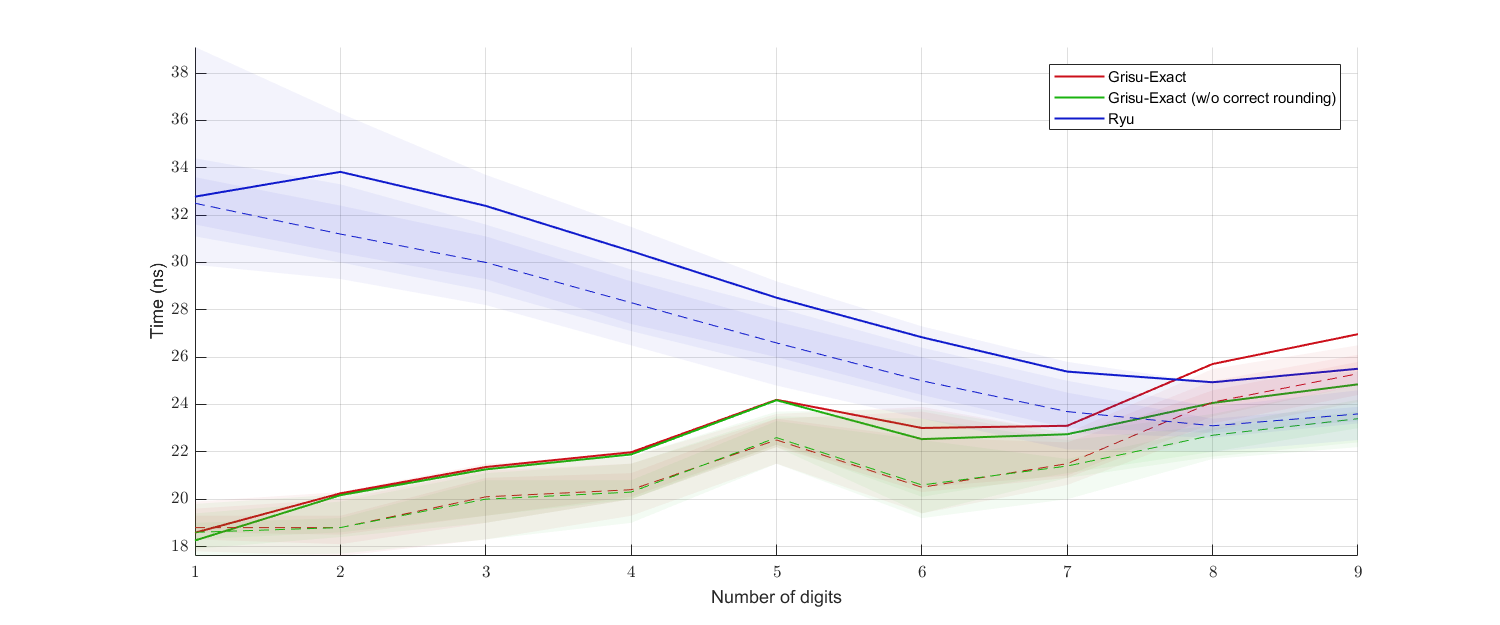 38
36
34
32
30
28
26
24
22
20
18
Time (ns)
Grisu-Exact
Grisu-Exact (w/o correct rounding)
Ryu
1 2 3 4 5 6 7 8 9
Number of digits